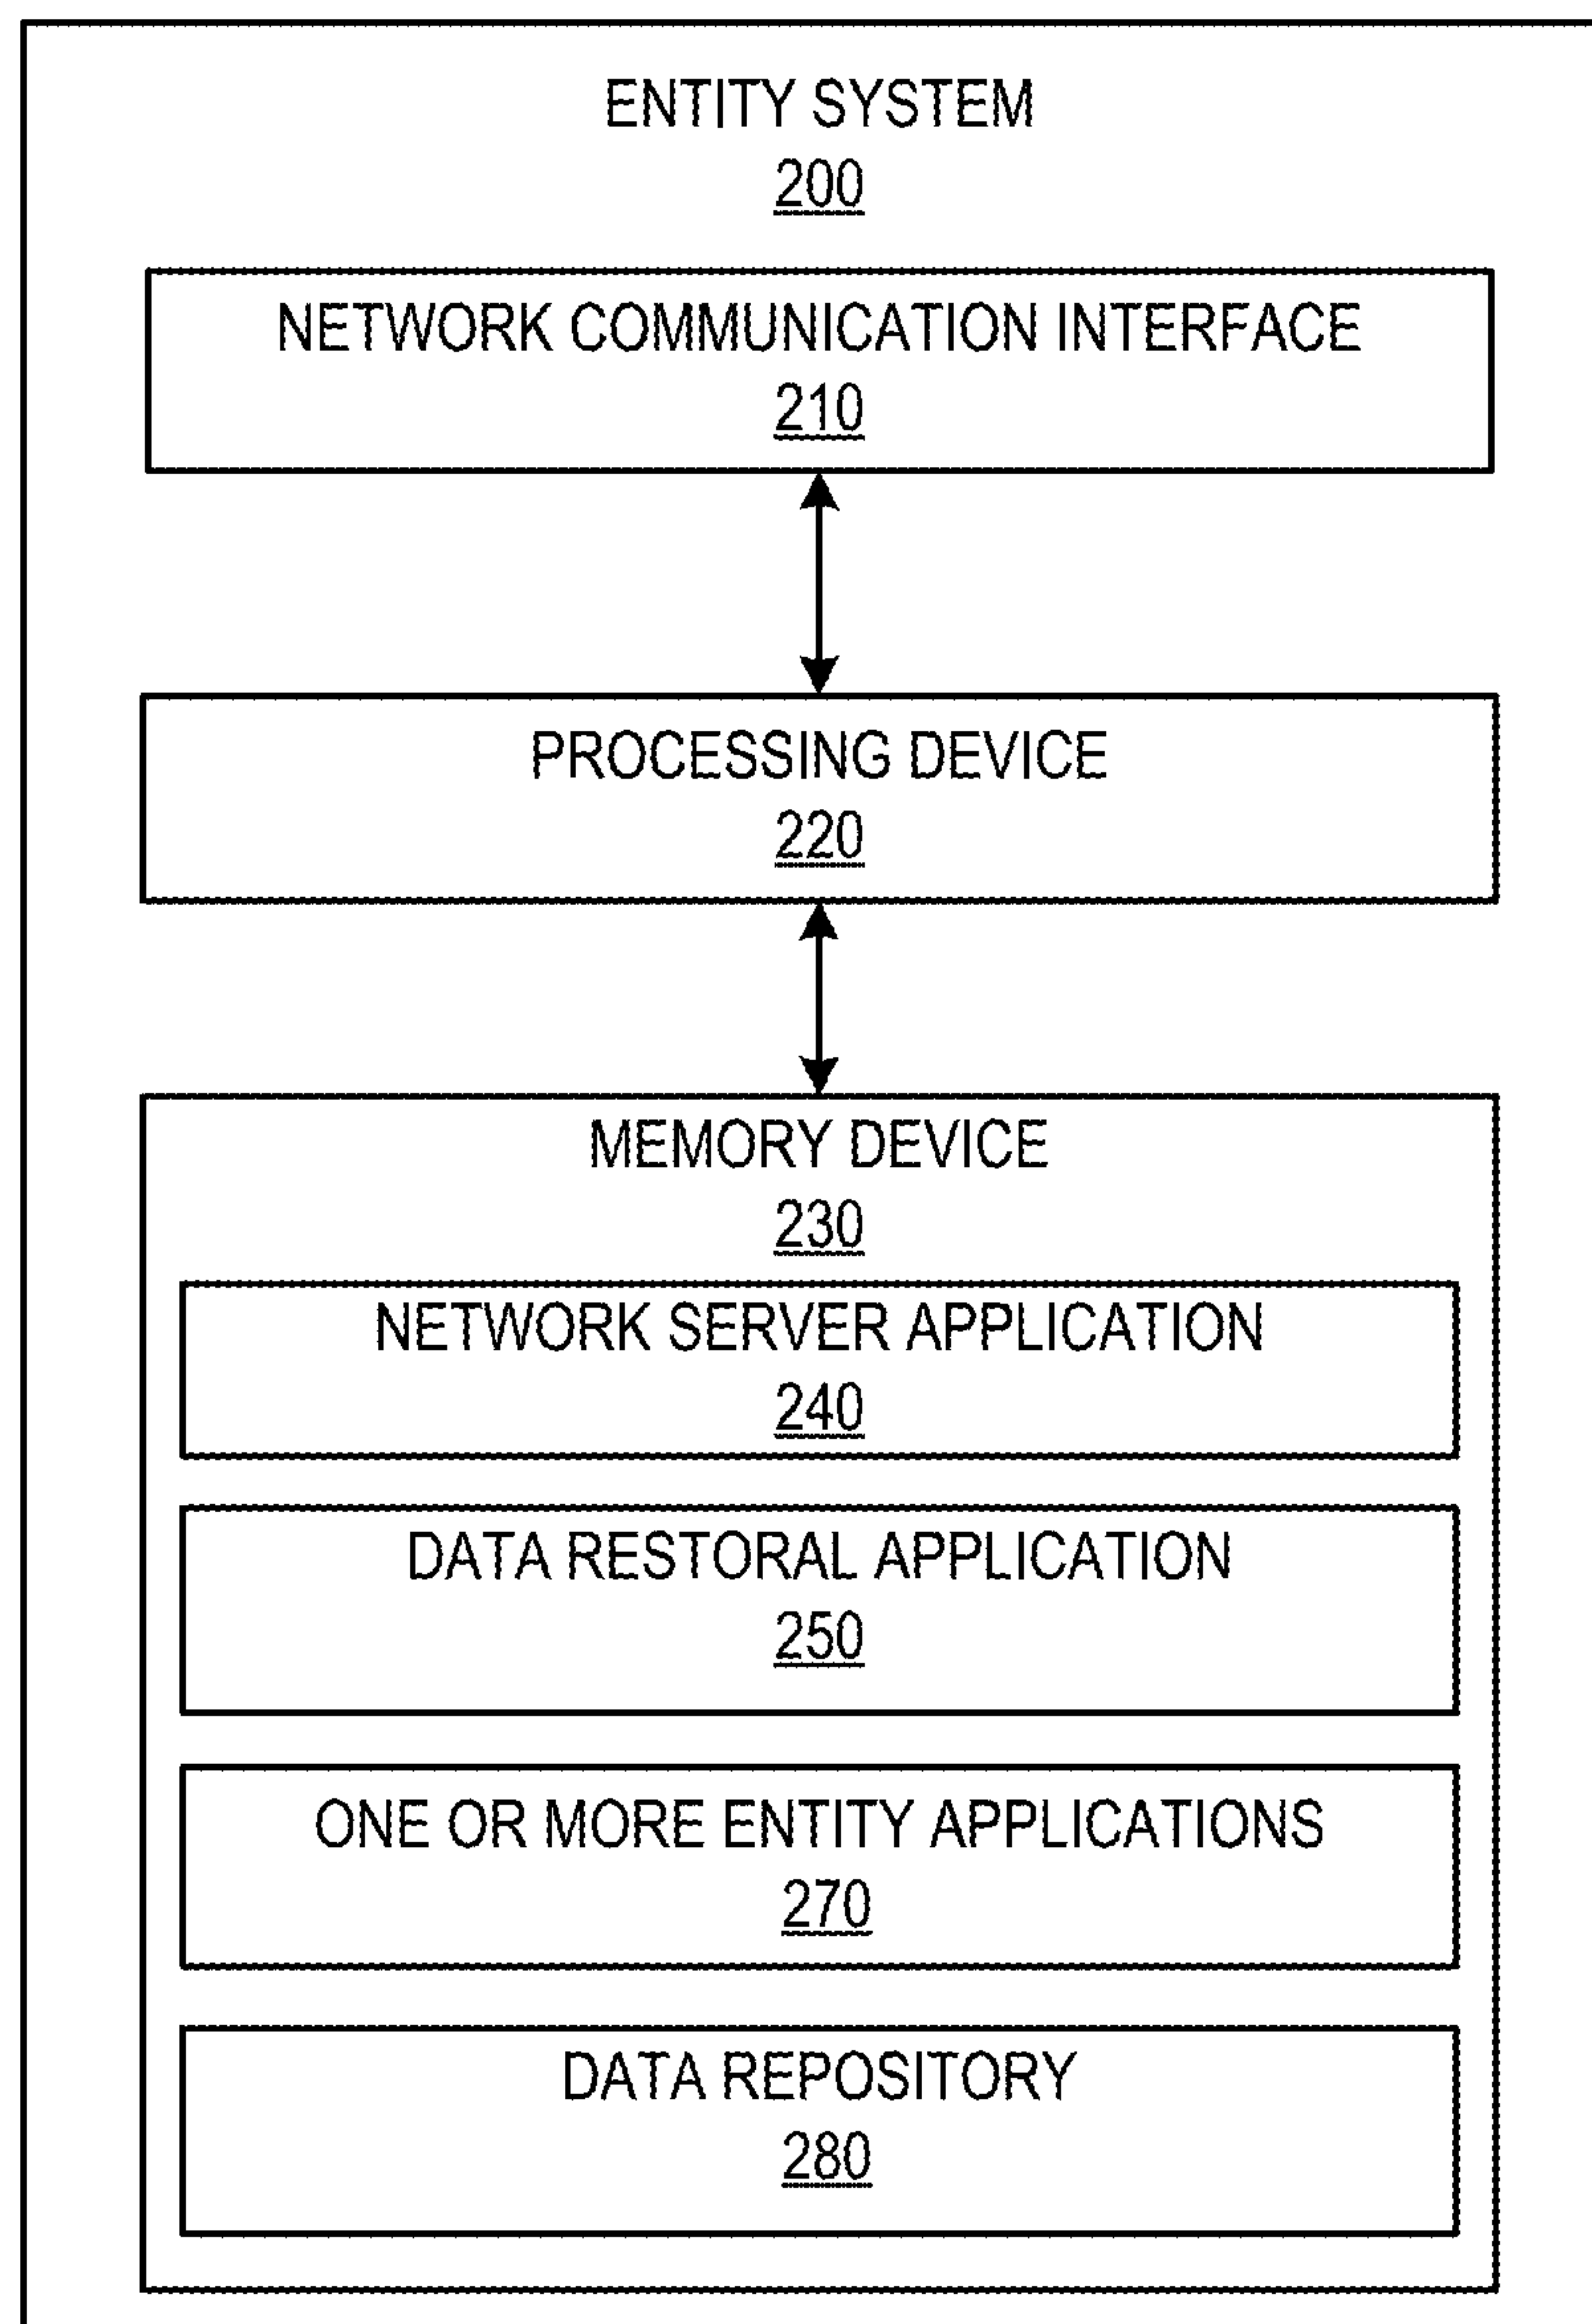 ENTITY SYSTEM
200
NETWORK COMMUNICATION INTERFACE
210
PROCESSING DEVICE
220
MEMORY DEVICE
230
NETWORK SERVER APPLICATION
240
DATA RESTORAL APPLICATION
250
ONE OR MORE ENTITY APPLICATIONS
270
DATA REPOSITORY
280